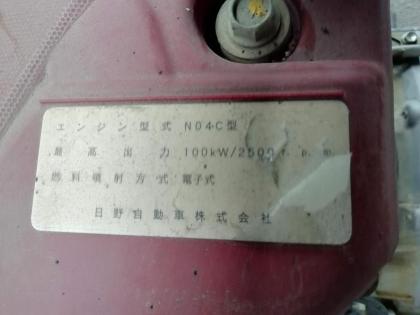 エンジン型式 N04C型
最高出力 100kW/2500 r.p.m
燃料噴射方式 電子式
日野自動車株式会社